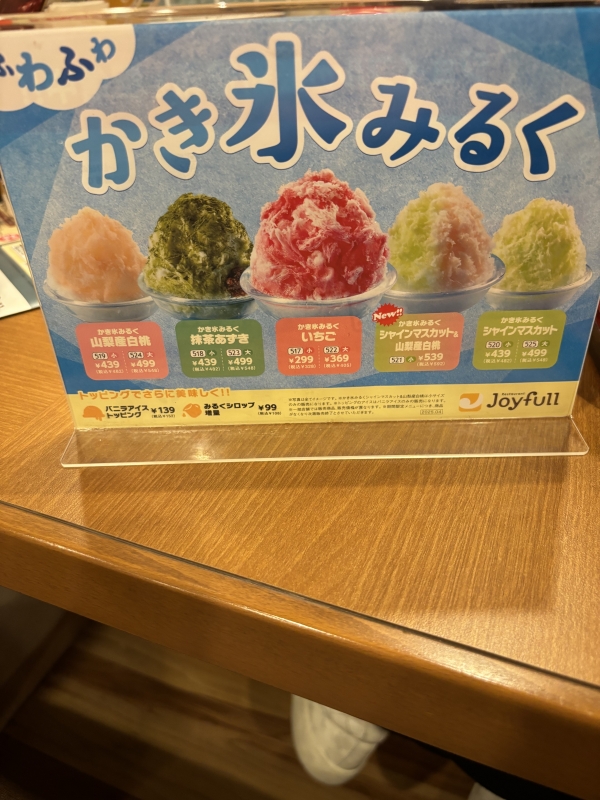 ふわふわ
かき氷みるく
かき氷みるく
山梨産白桃
519 小 524 大
¥439 ¥499
かき氷みるく
抹茶あずき
518 小 523 大
¥439 ¥499
かき氷みるく
いちご
517 小 522 大
¥299 ¥369
New!!
かき氷みるく
シャインマスカット&
山梨産白桃
521 小 ¥539
かき氷みるく
シャインマスカット
520 小 525 大
¥439 ¥499
トッピングでさらに美味しく!!
バニラアイス
トッピング ¥139
みるくシロップ
増量 ¥99
Joyfull